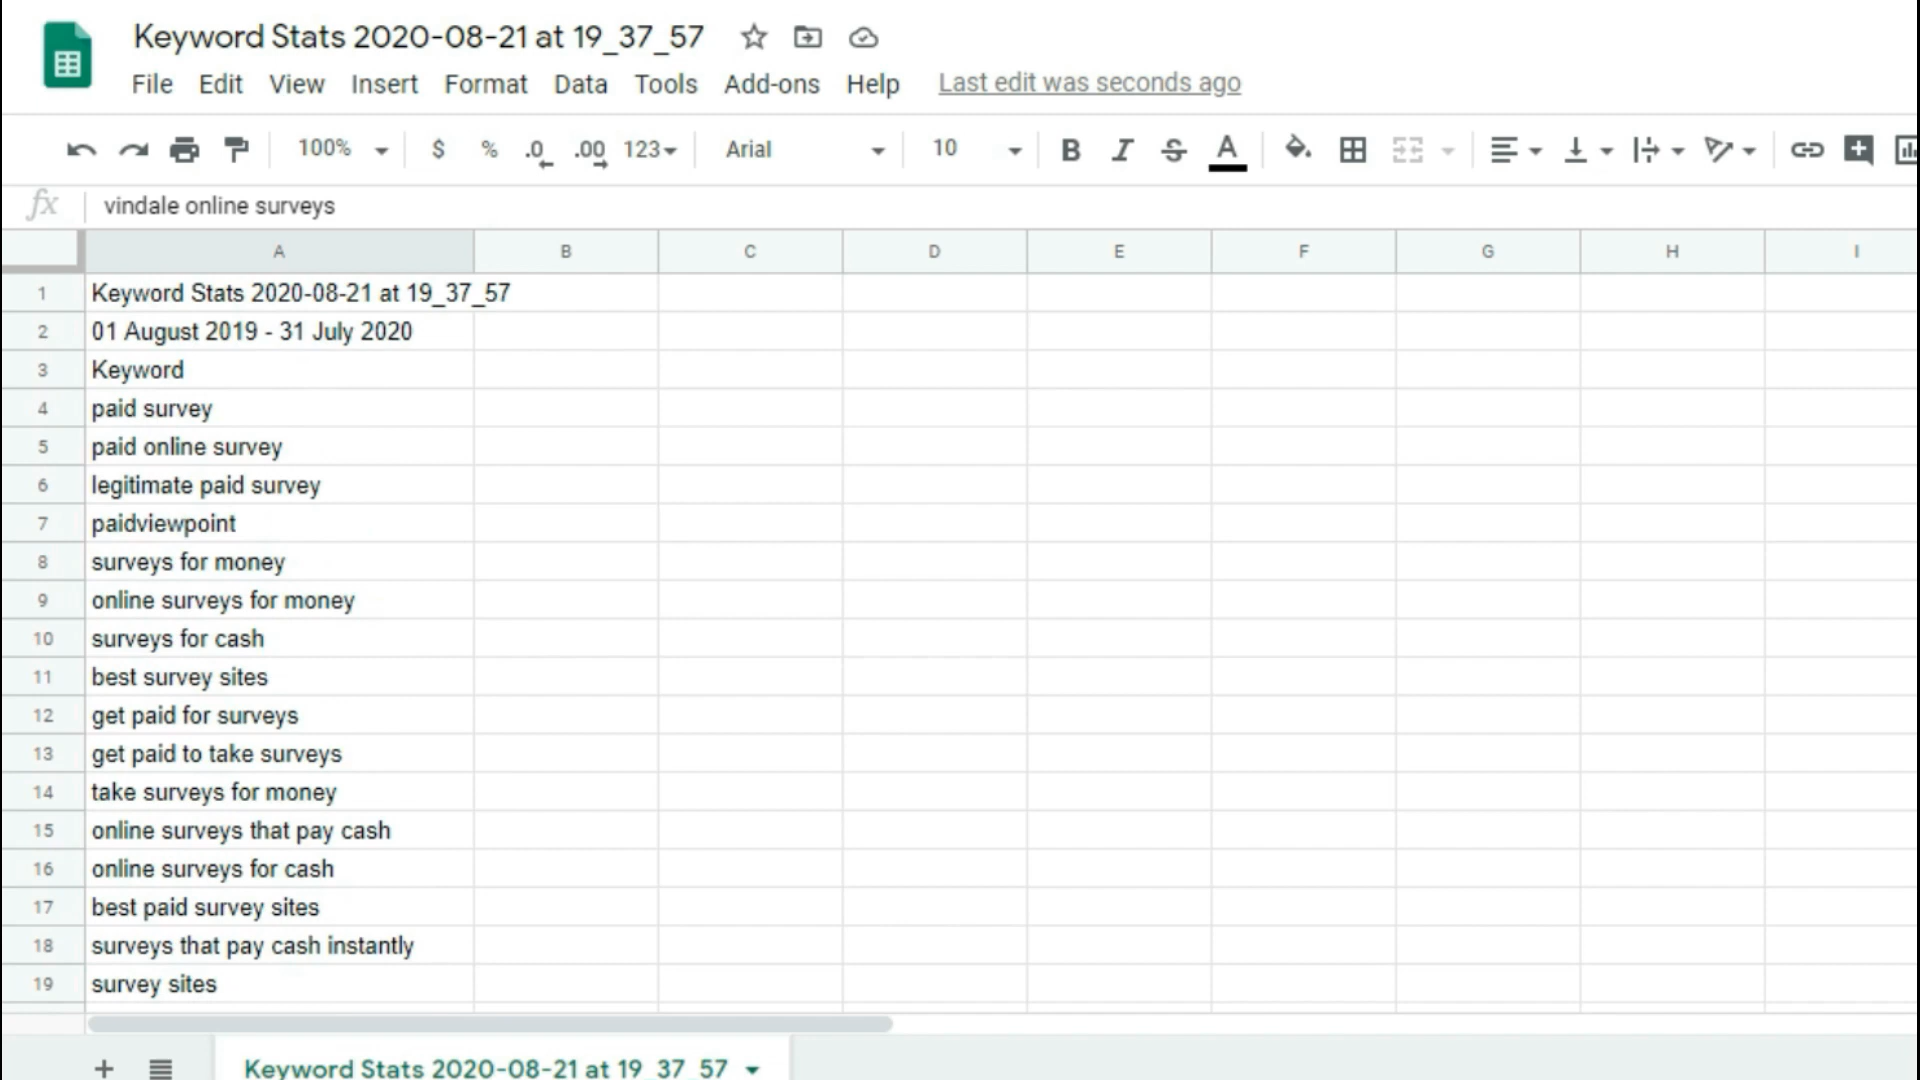 Keyword Stats 2020-08-21 at 19_37_57
File Edit View Insert Format Data Tools Add-ons Help Last edit was seconds ago
100% $ % .0 .00 123 Arial 10 B I S A
fx vindale online surveys
A B C D E F G H I
1 Keyword Stats 2020-08-21 at 19_37_57
2 01 August 2019 - 31 July 2020
3 Keyword
4 paid survey
5 paid online survey
6 legitimate paid survey
7 paidviewpoint
8 surveys for money
9 online surveys for money
10 surveys for cash
11 best survey sites
12 get paid for surveys
13 get paid to take surveys
14 take surveys for money
15 online surveys that pay cash
16 online surveys for cash
17 best paid survey sites
18 surveys that pay cash instantly
19 survey sites
Keyword Stats 2020-08-21 at 19_37_57